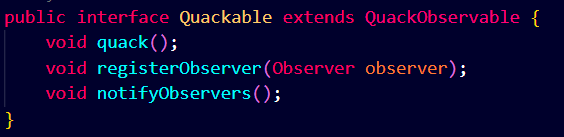 public interface Quackable extends QuackObservable {
    void quack();
    void registerObserver(Observer observer);
    void notifyObservers();
}